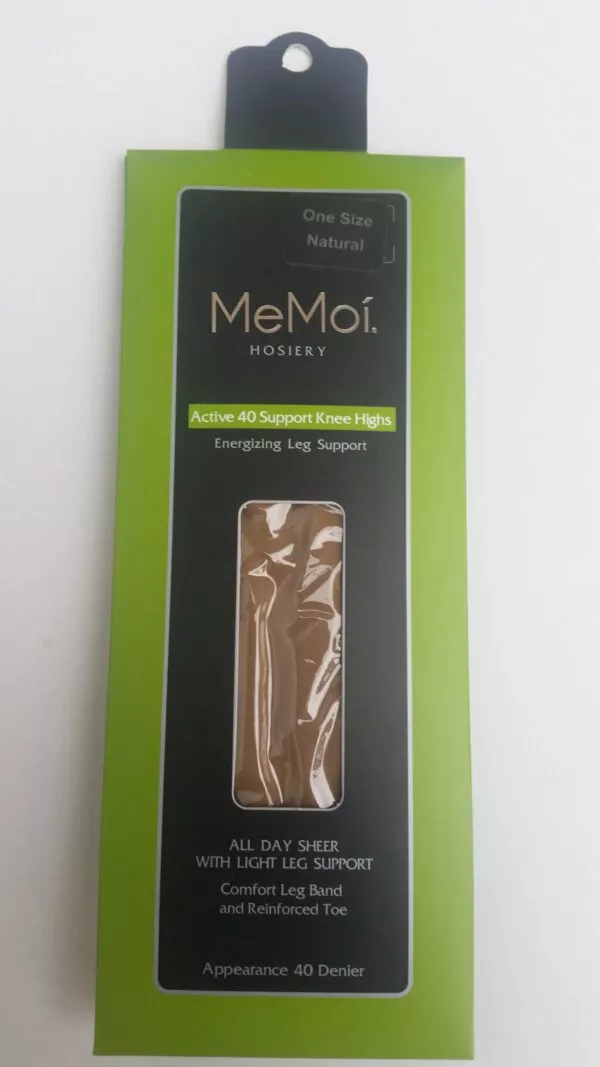 One Size
Natural
MeMoí.
HOSIERY
Active 40 Support Knee Highs
Energizing Leg Support
ALL DAY SHEER
WITH LIGHT LEG SUPPORT
Comfort Leg Band
and Reinforced Toe
Appearance 40 Denier